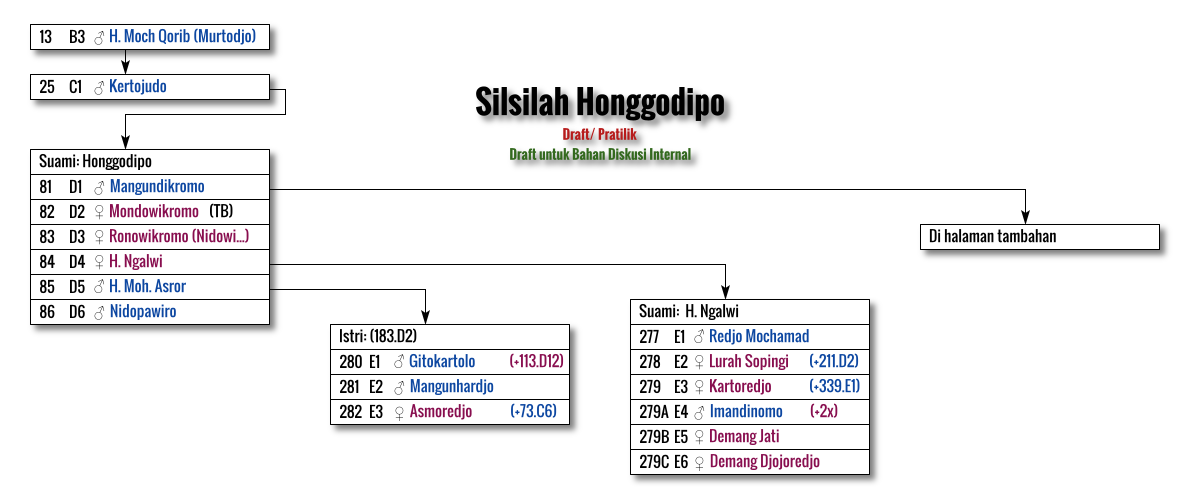 13 B3 ♂ H. Moch Qorib (Murtodjo)
25 C1 ♂ Kertojudo
Silsilah Honggodipo
Draft/ Pratilik
Draft untuk Bahan Diskusi Internal
Suami: Honggodipo
81 D1 ♂ Mangundikromo
82 D2 ♀ Mondowikromo (TB)
83 D3 ♀ Ronowikromo (Nidowi...)
84 D4 ♀ H. Ngalwi
85 D5 ♂ H. Moh. Asror
86 D6 ♂ Nidopawiro
Di halaman tambahan
Istri: (183.D2)
280 E1 ♂ Gitokartolo (+113.D12)
281 E2 ♂ Mangunhardjo
282 E3 ♀ Asmoredjo (+73.C6)
Suami: H. Ngalwi
277 E1 ♂ Redjo Mochamad
278 E2 ♀ Lurah Sopingi (+211.D2)
279 E3 ♀ Kartoredjo (+339.E1)
279A E4 ♂ Imandinomo (+2x)
279B E5 ♀ Demang Jati
279C E6 ♀ Demang Djojoredjo